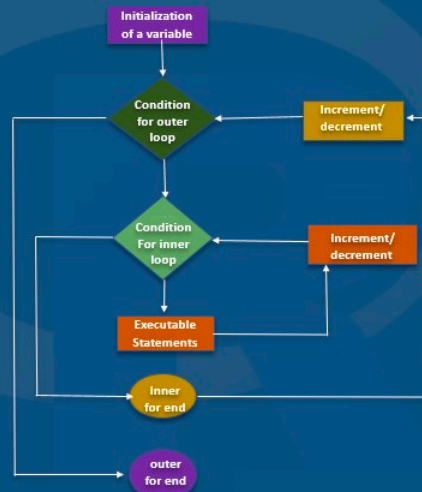 Initialization
of a variable
Condition
for outer
loop
Increment/
decrement
Condition
For inner
loop
Increment/
decrement
Executable
Statements
Inner
for end
outer
for end